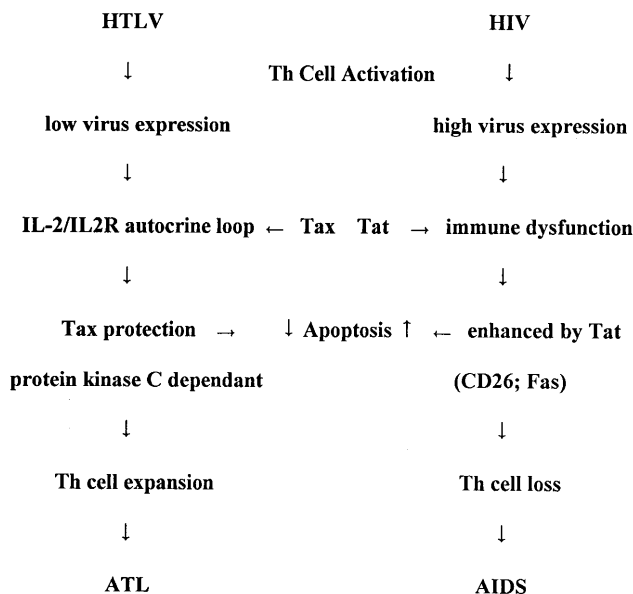 HTLV HIV
↓ Th Cell Activation ↓
low virus expression high virus expression
↓ ↓
IL-2/IL2R autocrine loop ← Tax Tat → immune dysfunction
↓ ↓
Tax protection → ↓ Apoptosis ↑ ← enhanced by Tat
protein kinase C dependant (CD26; Fas)
↓ ↓
Th cell expansion Th cell loss
↓ ↓
ATL AIDS